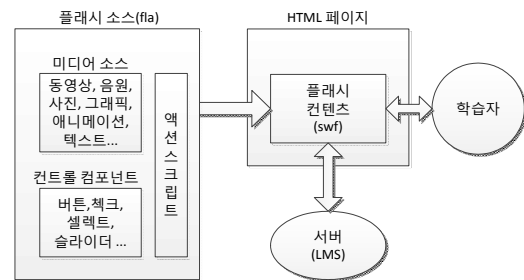 플래시 소스(fla)
미디어 소스
동영상, 음원,
사진, 그래픽,
애니메이션,
텍스트...
컨트롤 컴포넌트
버튼,첵크,
셀렉트,
슬라이더 ...
액션스크립트
HTML 페이지
플래시
컨텐츠
(swf)
학습자
서버
(LMS)